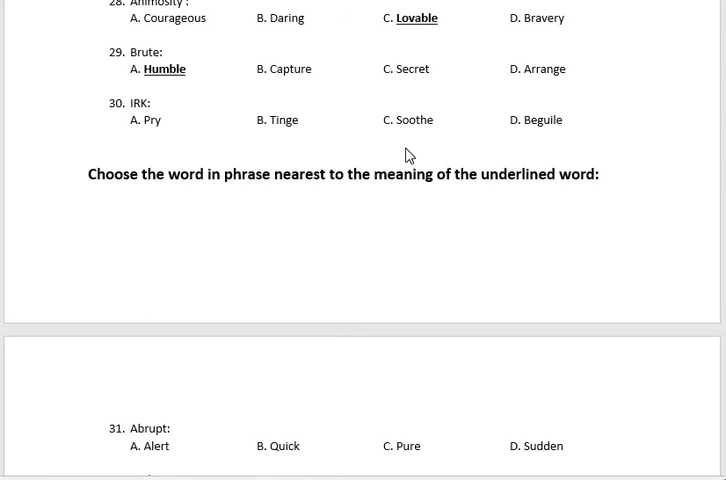 28. Animosity :
A. Courageous B. Daring C. Lovable D. Bravery
29. Brute:
A. Humble B. Capture C. Secret D. Arrange
30. IRK:
A. Pry B. Tinge C. Soothe D. Beguile
Choose the word in phrase nearest to the meaning of the underlined word:
31. Abrupt:
A. Alert B. Quick C. Pure D. Sudden